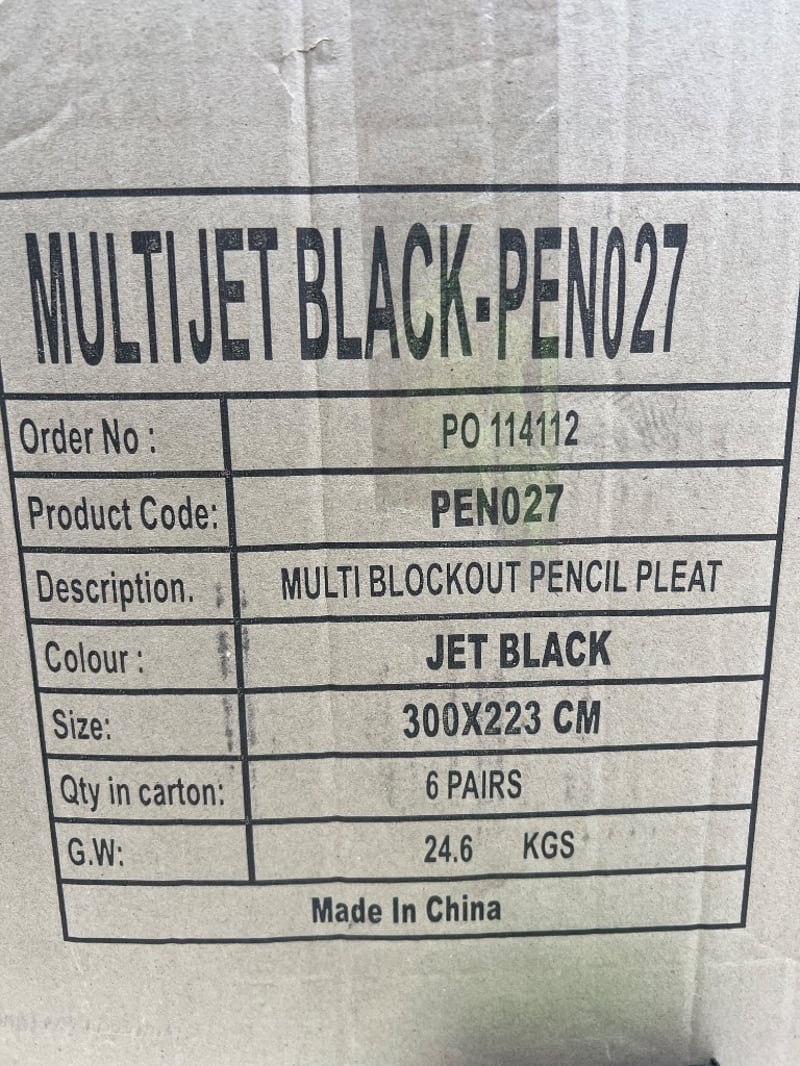 MULTIJET BLACK-PEN027
Order No : PO 114112
Product Code: PEN027
Description. MULTI BLOCKOUT PENCIL PLEAT
Colour : JET BLACK
Size: 300X223 CM
Qty in carton: 6 PAIRS
G.W: 24.6 KGS
Made In China